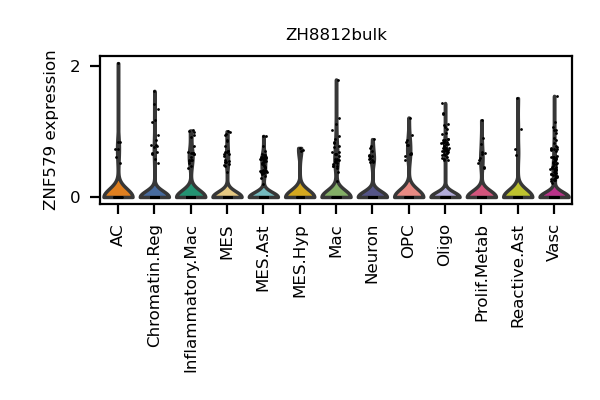 ZH8812bulk
ZNF579 expression
2
0
AC
Chromatin.Reg
Inflammatory.Mac
MES
MES.Ast
MES.Hyp
Mac
Neuron
OPC
Oligo
Prolif.Metab
Reactive.Ast
Vasc